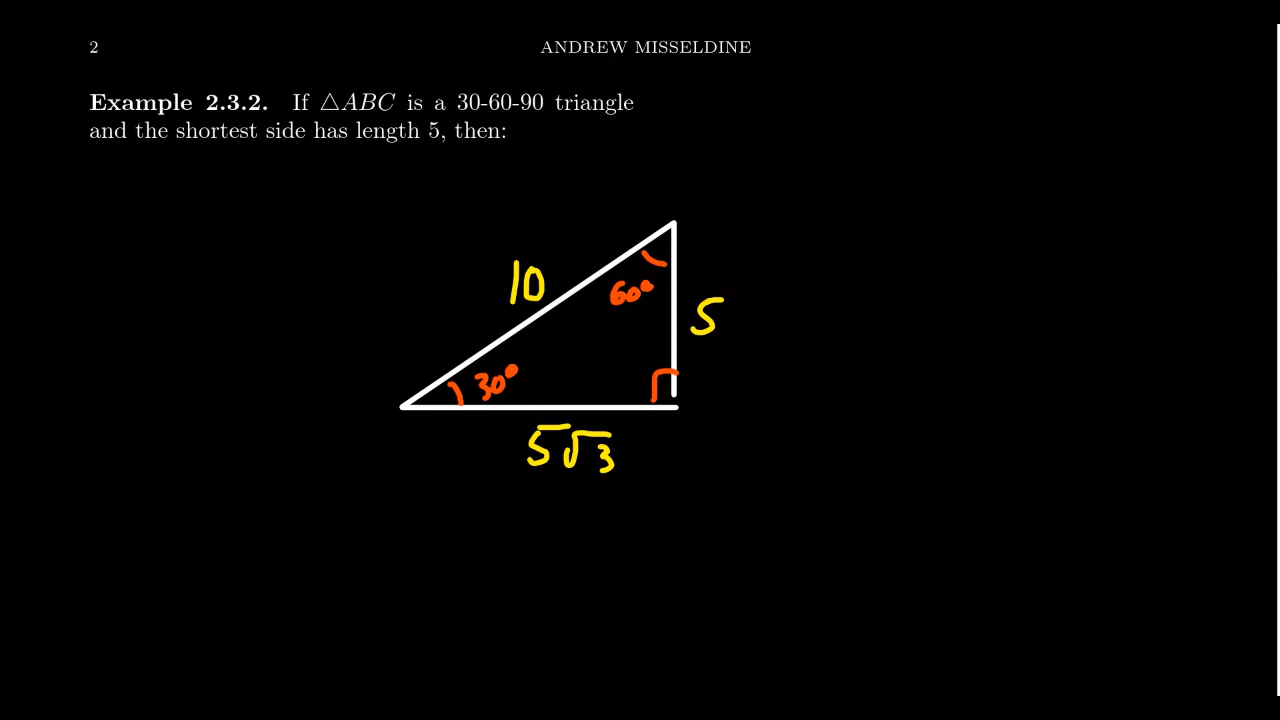 2
ANDREW MISSELDINE
Example 2.3.2. If △ABC is a 30-60-90 triangle
and the shortest side has length 5, then:
10
60°
5
30°
5√3